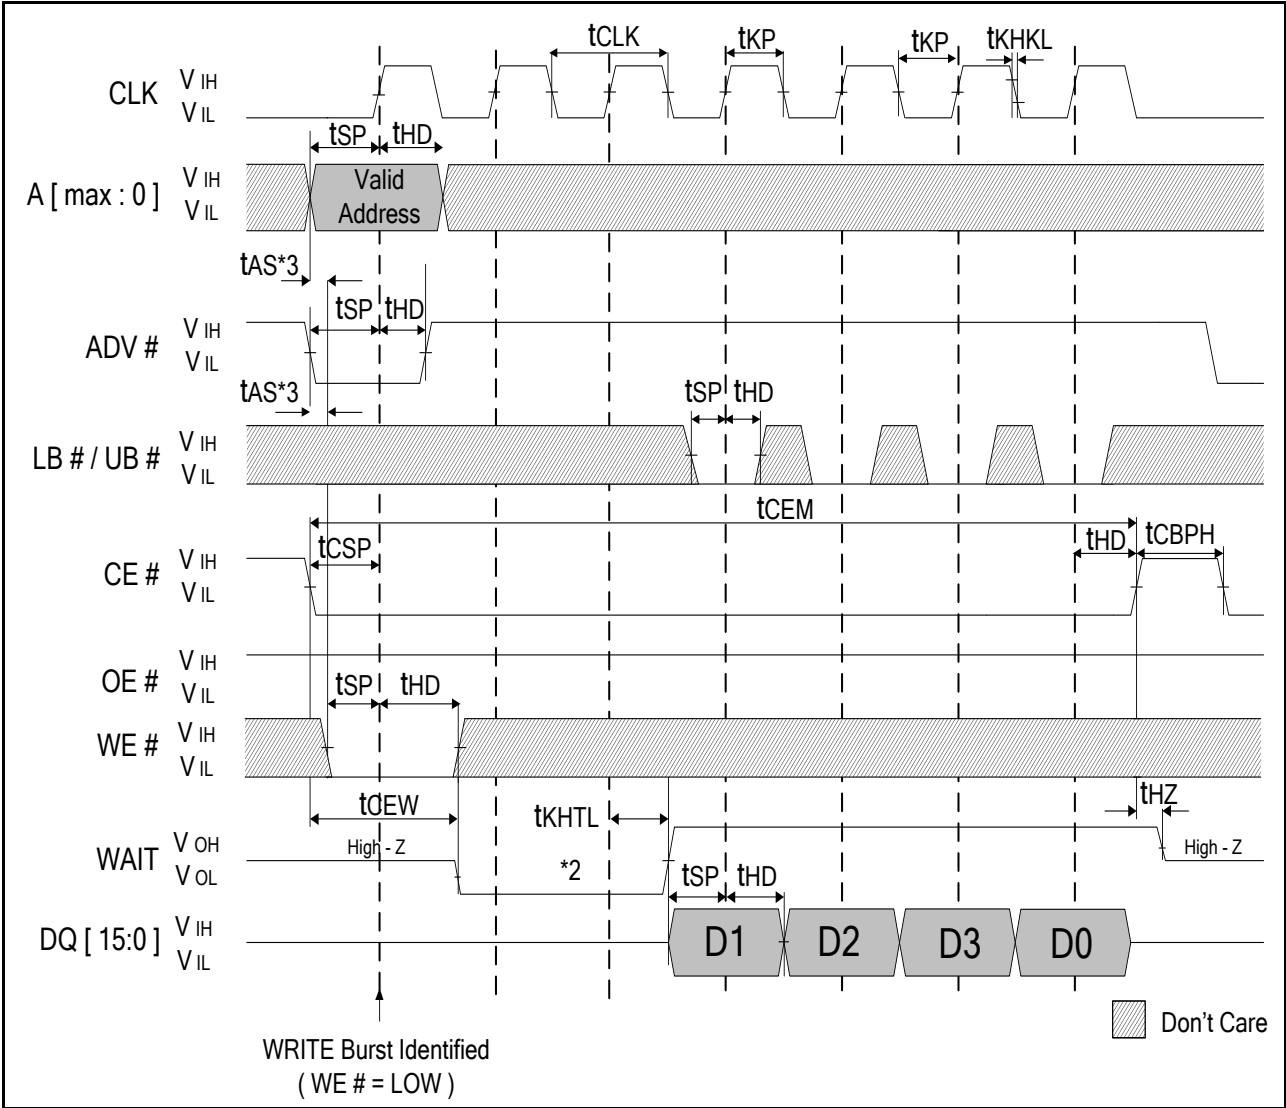 tCLK tKP tKP tKHKL
CLK V IH
V IL
tSP tHD
A [ max : 0 ] V IH
V IL
Valid
Address
tAS*3
tSP tHD
ADV # V IH
V IL
tAS*3
tSP tHD
LB # / UB # V IH
V IL
tCEM
tCSP tHD tCBPH
CE # V IH
V IL
OE # V IH
V IL
tSP tHD
WE # V IH
V IL
tCEW tKHTL tHZ
WAIT V OH
V OL
High - Z *2 High - Z
tSP tHD
DQ [ 15:0 ] V IH
V IL
D1 D2 D3 D0
Don't Care
WRITE Burst Identified
( WE # = LOW )